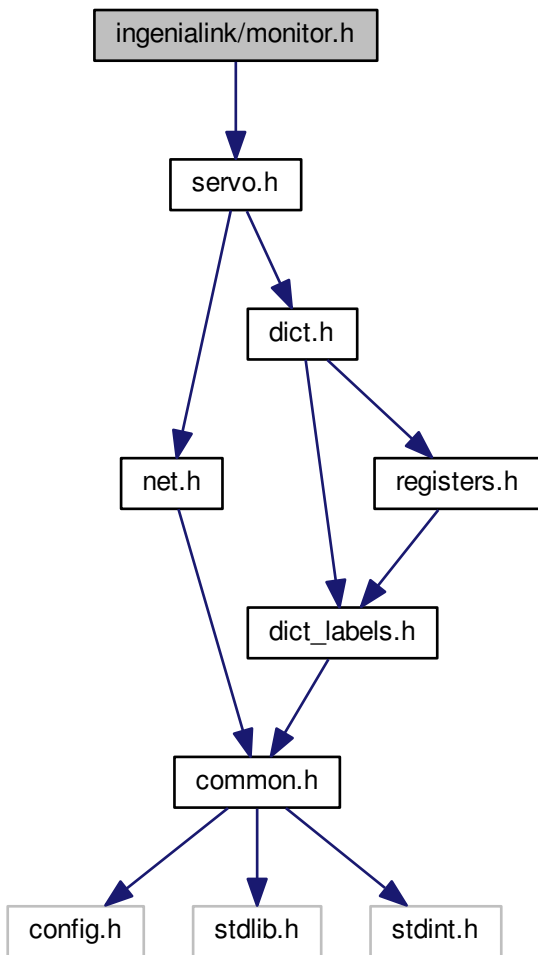 ingenialink/monitor.h
servo.h
dict.h
net.h
registers.h
dict_labels.h
common.h
config.h
stdlib.h
stdint.h